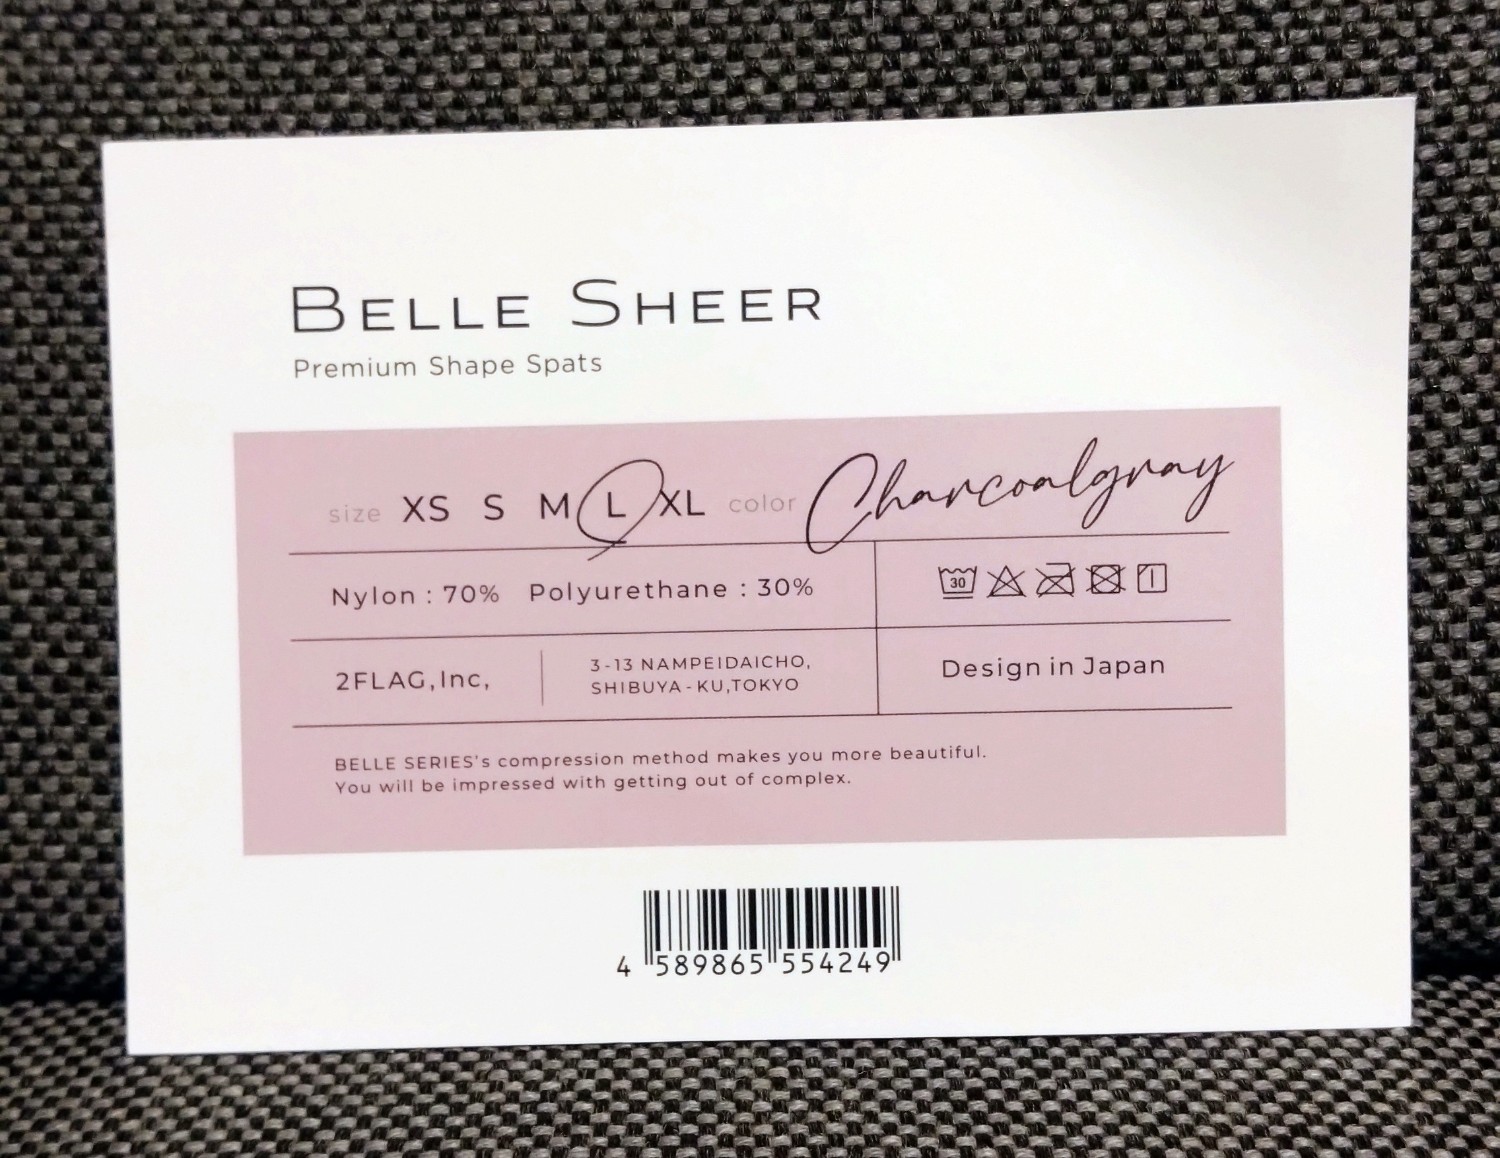 BELLE SHEER
Premium Shape Spats
size XS S M L XL color Charcoalgray
Nylon : 70% Polyurethane : 30%
30
2FLAG,Inc,
3-13 NAMPEIDAICHO,
SHIBUYA-KU,TOKYO
Design in Japan
BELLE SERIES's compression method makes you more beautiful.
You will be impressed with getting out of complex.
4 589865 554249